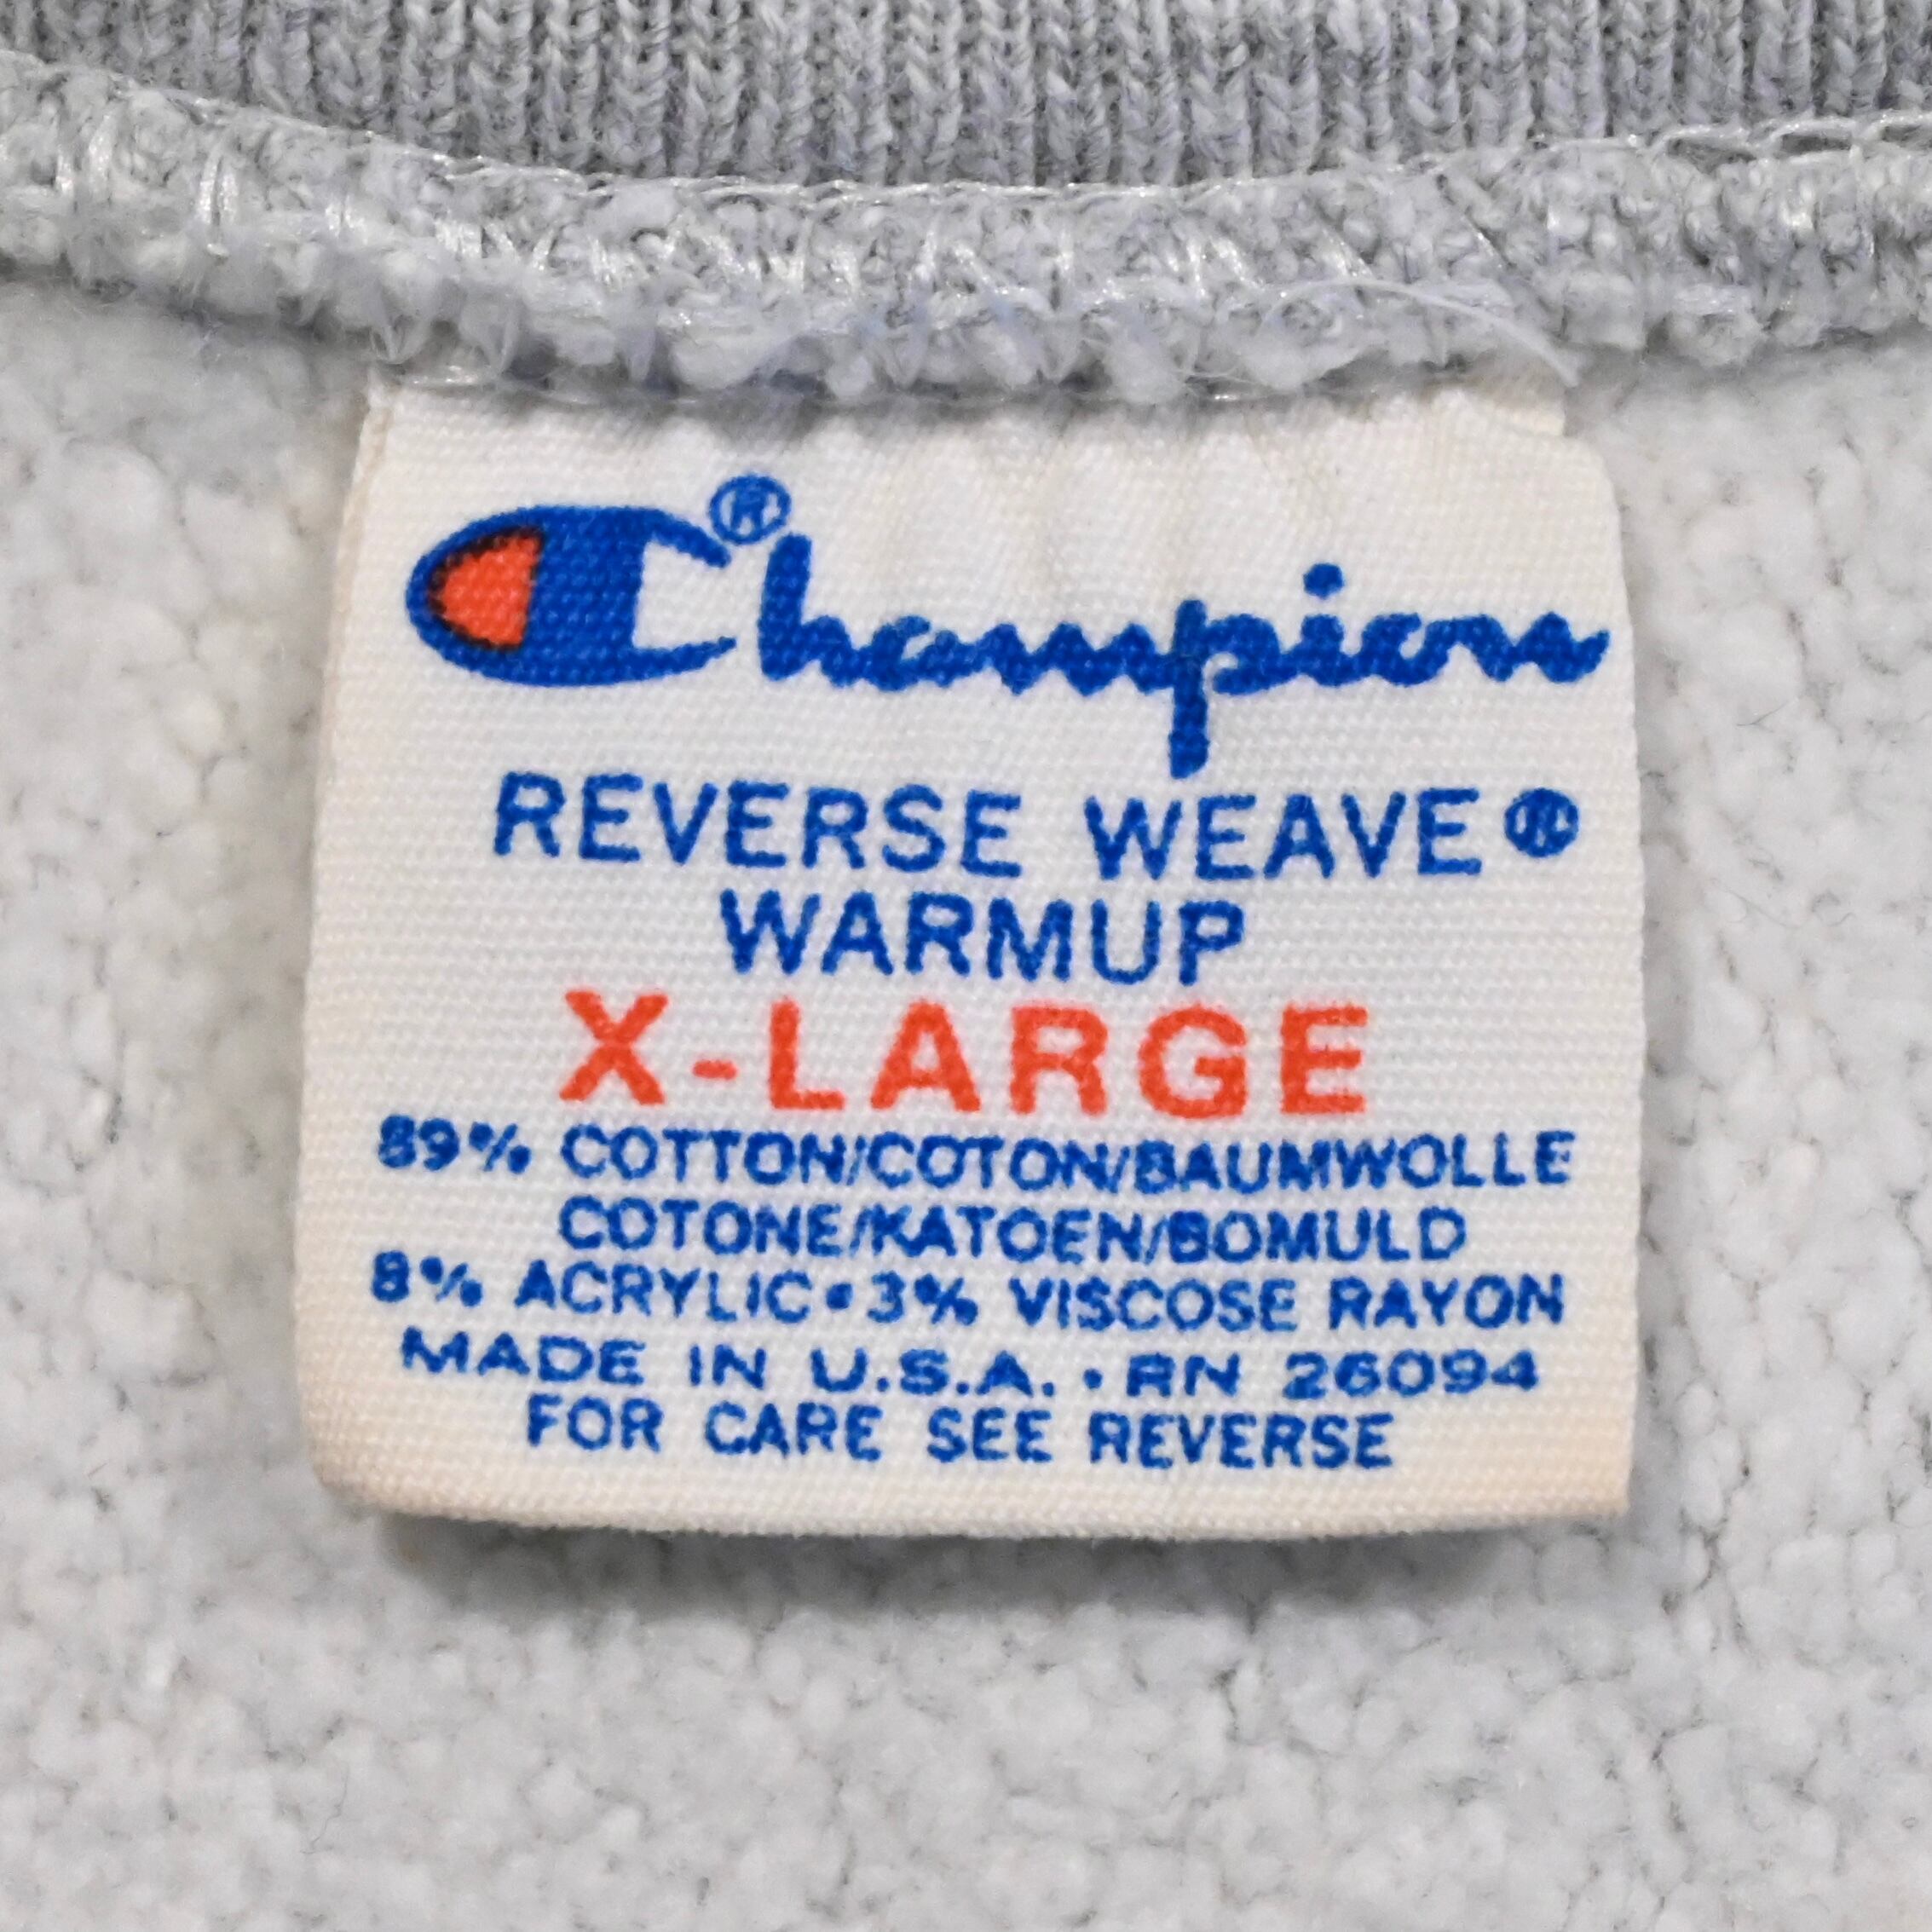 Champion®
REVERSE WEAVE®
WARMUP
X-LARGE
89% COTTON/COTON/BAUMWOLLE
COTONE/KATOEN/BOMULD
8% ACRYLIC•3% VISCOSE RAYON
MADE IN U.S.A. • RN 26094
FOR CARE SEE REVERSE